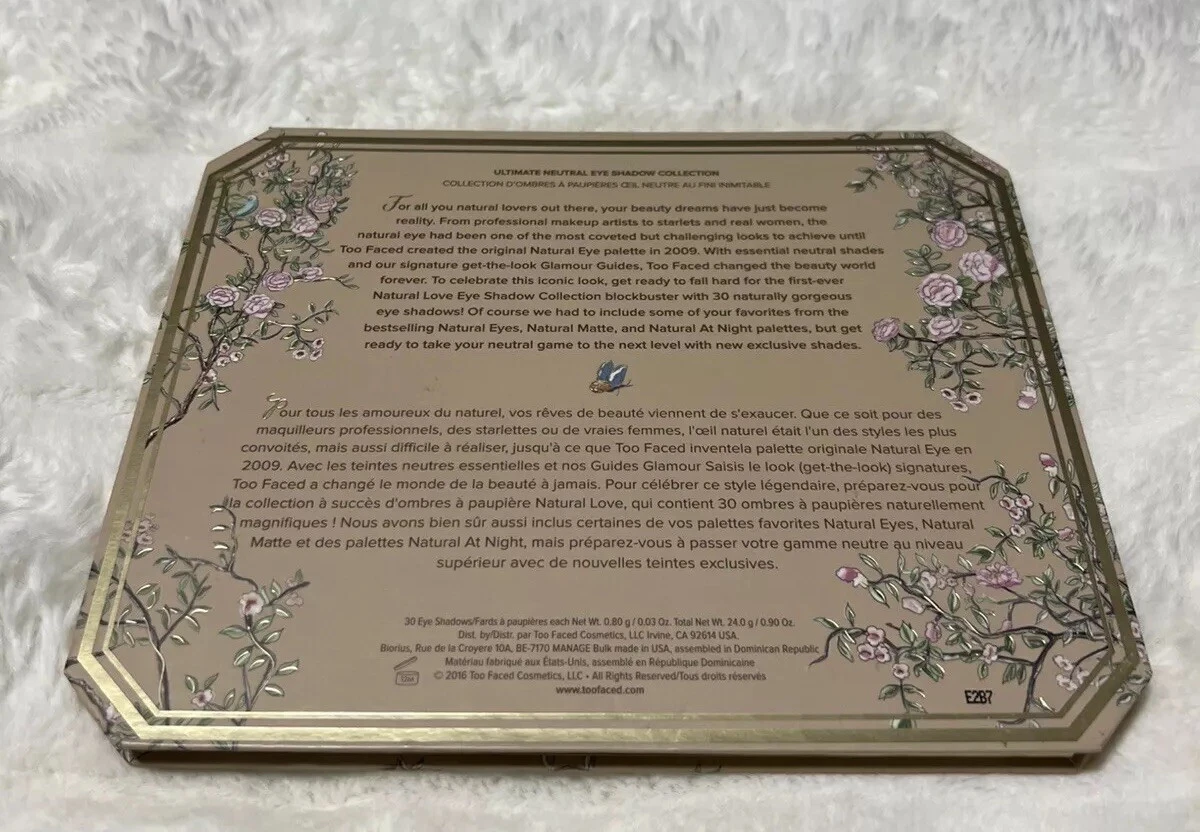 ULTIMATE NEUTRAL EYE SHADOW COLLECTION
COLLECTION D'OMBRES À PAUPIÈRES ŒIL NEUTRE AU FINI INIMITABLE
For all you natural lovers out there, your beauty dreams have just become
reality. From professional makeup artists to starlets and real women, the
natural eye had been one of the most coveted but challenging looks to achieve until
Too Faced created the original Natural Eye palette in 2009. With essential neutral shades
and our signature get-the-look Glamour Guides, Too Faced changed the beauty world
forever. To celebrate this iconic look, get ready to fall hard for the first-ever
Natural Love Eye Shadow Collection blockbuster with 30 naturally gorgeous
eye shadows! Of course we had to include some of your favorites from the
bestselling Natural Eyes, Natural Matte, and Natural At Night palettes, but get
ready to take your neutral game to the next level with new exclusive shades.
Pour tous les amoureux du naturel, vos rêves de beauté viennent de s'exaucer. Que ce soit pour des
maquilleurs professionnels, des starlettes ou de vraies femmes, l'œil naturel était l'un des styles les plus
convoités, mais aussi difficile à réaliser, jusqu'à ce que Too Faced inventela palette originale Natural Eye en
2009. Avec les teintes neutres essentielles et nos Guides Glamour Saisis le look (get-the-look) signatures,
Too Faced a changé le monde de la beauté à jamais. Pour célébrer ce style légendaire, préparez-vous pour
la collection à succès d'ombres à paupière Natural Love, qui contient 30 ombres à paupières naturellement
magnifiques ! Nous avons bien sûr aussi inclus certaines de vos palettes favorites Natural Eyes, Natural
Matte et des palettes Natural At Night, mais préparez-vous à passer votre gamme neutre au niveau
supérieur avec de nouvelles teintes exclusives.
30 Eye Shadows/Fards à paupières each Net Wt. 0.80 g / 0.03 Oz. Total Net Wt. 24.0 g / 0.90 Oz.
Dist. by/Distr. par Too Faced Cosmetics, LLC Irvine, CA 92614 USA.
Biorius, Rue de la Croyere 10A, BE-7170 MANAGE Bulk made in USA, assembled in Dominican Republic
Matériau fabriqué aux États-Unis, assemblé en République Dominicaine
© 2016 Too Faced Cosmetics, LLC • All Rights Reserved/Tous droits réservés
www.toofaced.com
E2B7